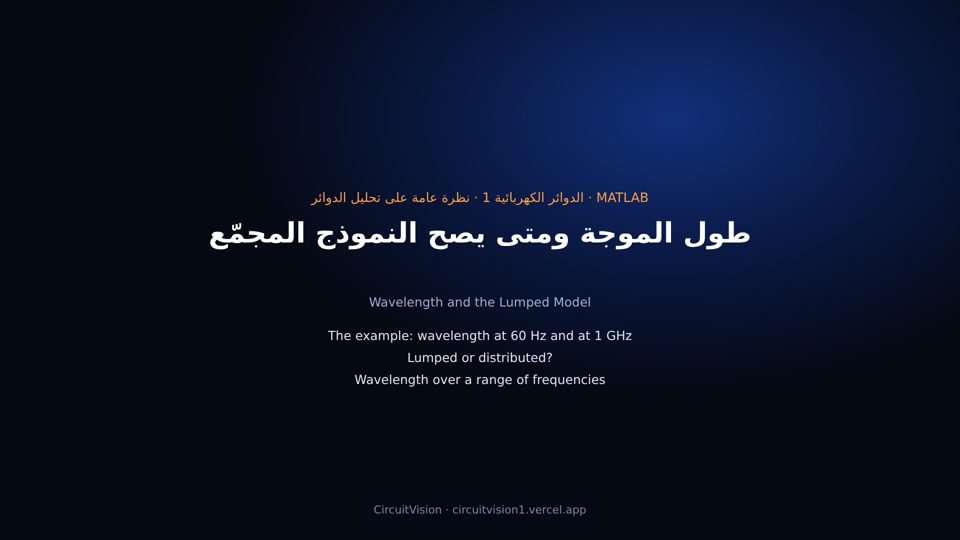 MATLAB · الدوائر الكهربائية 1 · نظرة عامة على تحليل الدوائر
طول الموجة ومتى يصح النموذج المجمّع
Wavelength and the Lumped Model
The example: wavelength at 60 Hz and at 1 GHz
Lumped or distributed?
Wavelength over a range of frequencies
CircuitVision · circuitvision1.vercel.app